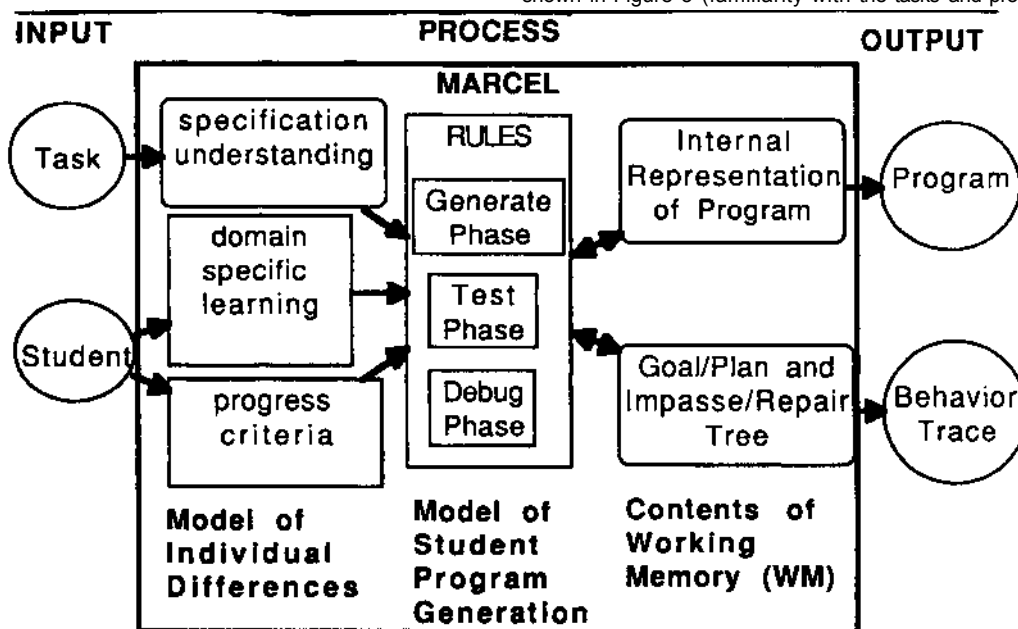 INPUT
PROCESS
OUTPUT
MARCEL
Task
Student
specification
understanding
domain
specific
learning
progress
criteria
Model of
Individual
Differences
RULES
Generate
Phase
Test
Phase
Debug
Phase
Model of
Student
Program
Generation
Internal
Representation
of Program
Goal/Plan and
Impasse/Repair
Tree
Contents of
Working
Memory (WM)
Program
Behavior
Trace